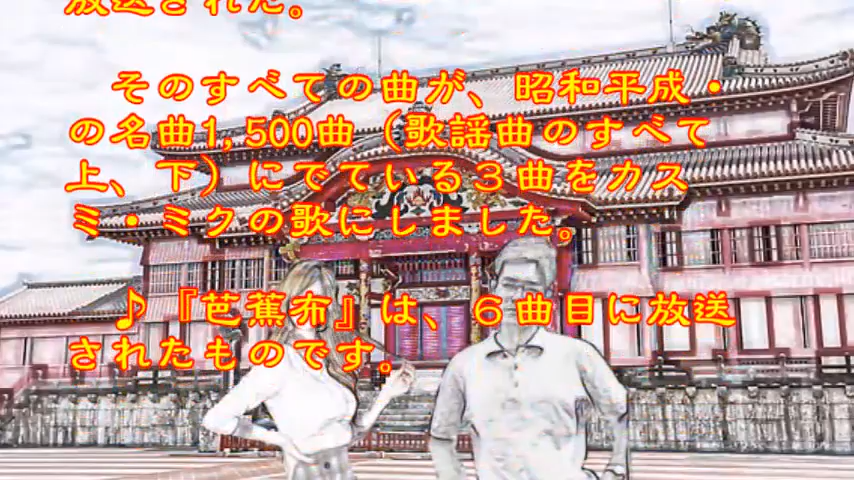 放送された。
そのすべての曲が、昭和平成・
の名曲1,500曲（歌謡曲のすべて
上、下）にでている３曲をカス
ミ・ミクの歌にしました。
♪『芭蕉布』は、６曲目に放送
されたものです。